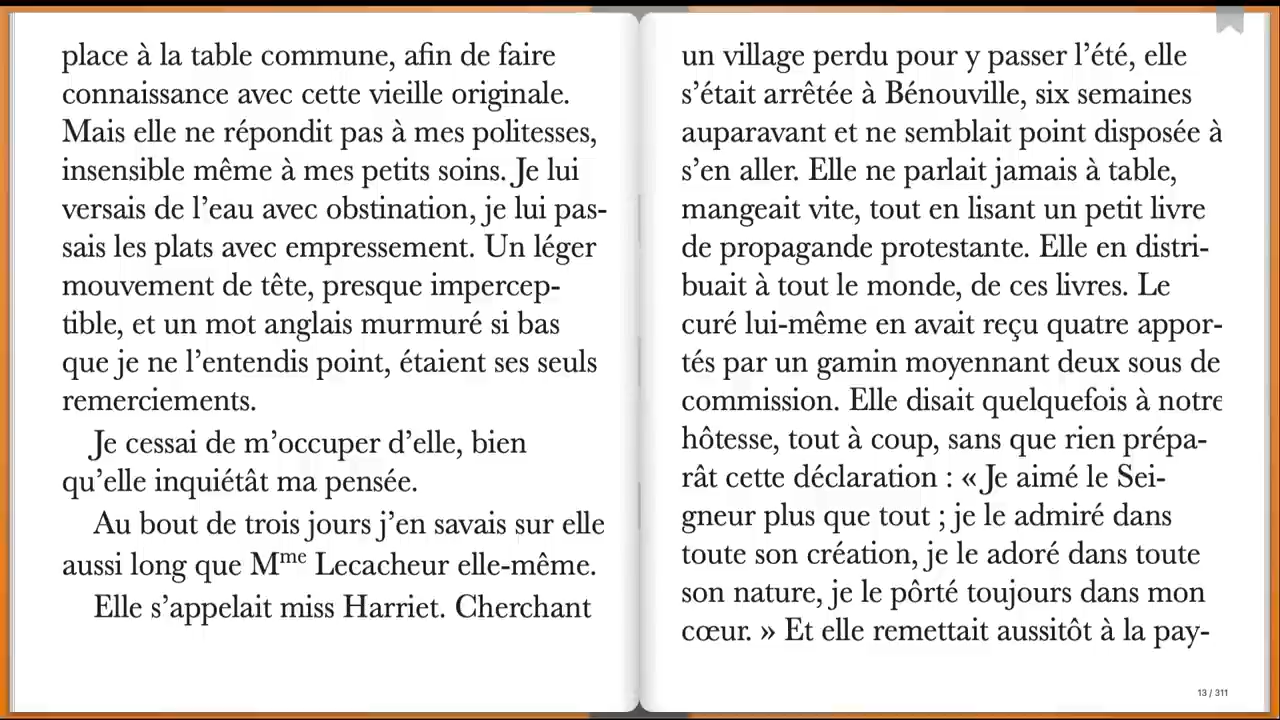 place à la table commune, afin de faire
connaissance avec cette vieille originale.
Mais elle ne répondit pas à mes politesses,
insensible même à mes petits soins. Je lui
versais de l’eau avec obstination, je lui pas-
sais les plats avec empressement. Un léger
mouvement de tête, presque impercep-
tible, et un mot anglais murmuré si bas
que je ne l’entendis point, étaient ses seuls
remerciements.
Je cessai de m’occuper d’elle, bien
qu’elle inquiétât ma pensée.
Au bout de trois jours j’en savais sur elle
aussi long que Mme Lecacheur elle-même.
Elle s’appelait miss Harriet. Cherchant
un village perdu pour y passer l’été, elle
s’était arrêtée à Bénouville, six semaines
auparavant et ne semblait point disposée à
s’en aller. Elle ne parlait jamais à table,
mangeait vite, tout en lisant un petit livre
de propagande protestante. Elle en distri-
buait à tout le monde, de ces livres. Le
curé lui-même en avait reçu quatre appor-
tés par un gamin moyennant deux sous de
commission. Elle disait quelquefois à notre
hôtesse, tout à coup, sans que rien prépa-
rât cette déclaration : « Je aimé le Sei-
gneur plus que tout ; je le admiré dans
toute son création, je le adoré dans toute
son nature, je le pôrté toujours dans mon
cœur. » Et elle remettait aussitôt à la pay-
13 / 311